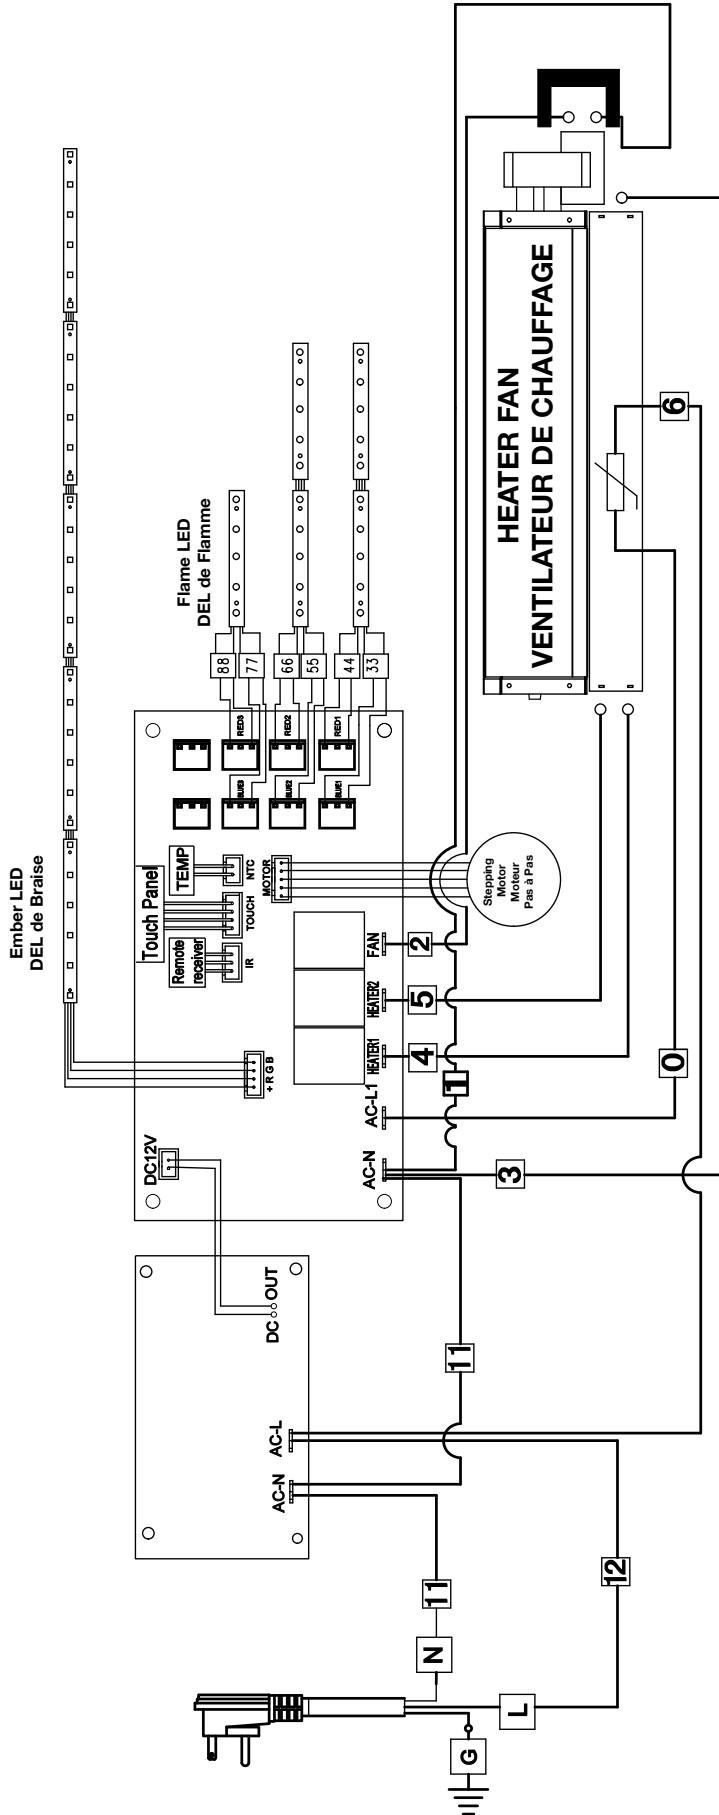 Ember LED
DEL de Braise
Flame LED
DEL de Flamme
88
77
66
55
44
33
RED3
RED2
RED1
BLUE3
BLUE2
BLUE1
HEATER FAN
VENTILATEUR DE CHAUFFAGE
6
TEMP
NTC
MOTOR
Touch Panel
TOUCH
Remote
receiver
IR
Stepping
Motor
Moteur
Pas à Pas
FAN
2
HEATER2
5
HEATER1
4
0
1
AC-L1
+ R G B
DC12V
AC-N
3
DC OUT
11
AC-L
AC-N
12
11
N
L
G